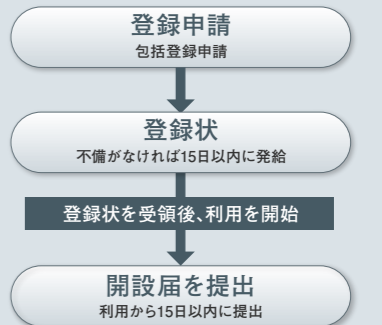 登録申請
包括登録申請
登録状
不備がなければ15日以内に発給
登録状を受領後、利用を開始
開設届を提出
利用から15日以内に提出